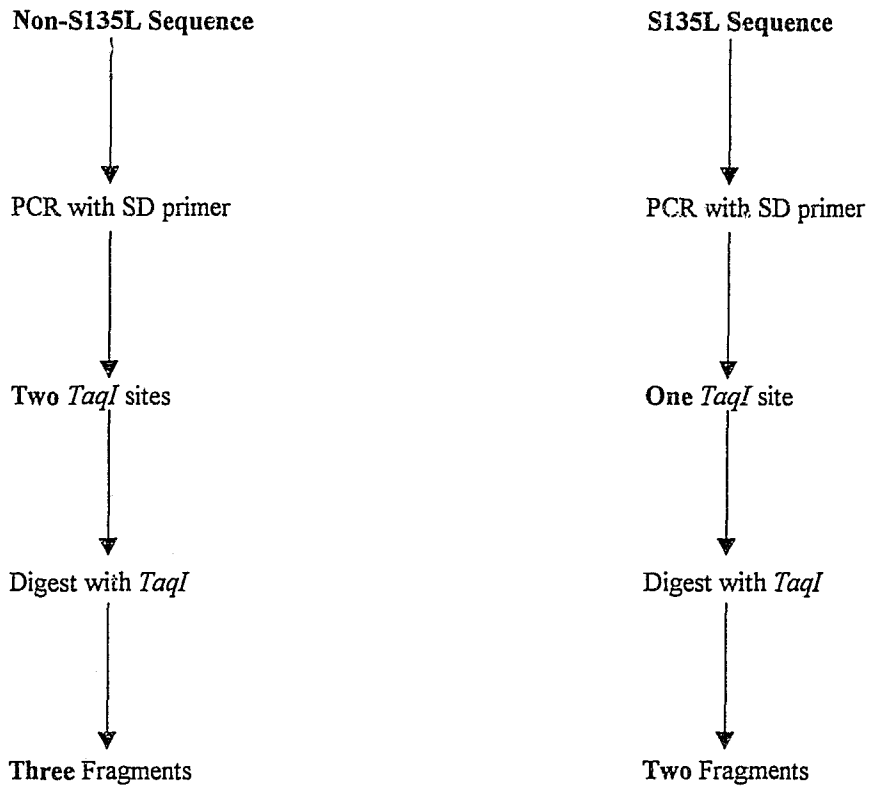 Non-S135L Sequence
S135L Sequence
PCR with SD primer
PCR with SD primer
Two TaqI sites
One TaqI site
Digest with TaqI
Digest with TaqI
Three Fragments
Two Fragments